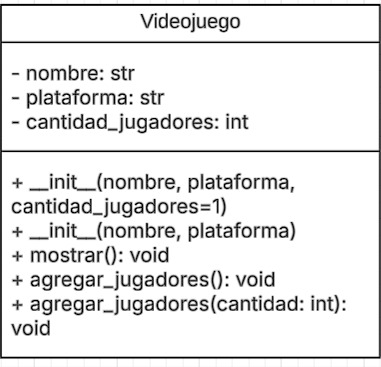 Videojuego
- nombre: str
- plataforma: str
- cantidad_jugadores: int
+ __init__(nombre, plataforma,
cantidad_jugadores=1)
+ __init__(nombre, plataforma)
+ mostrar(): void
+ agregar_jugadores(): void
+ agregar_jugadores(cantidad: int):
void